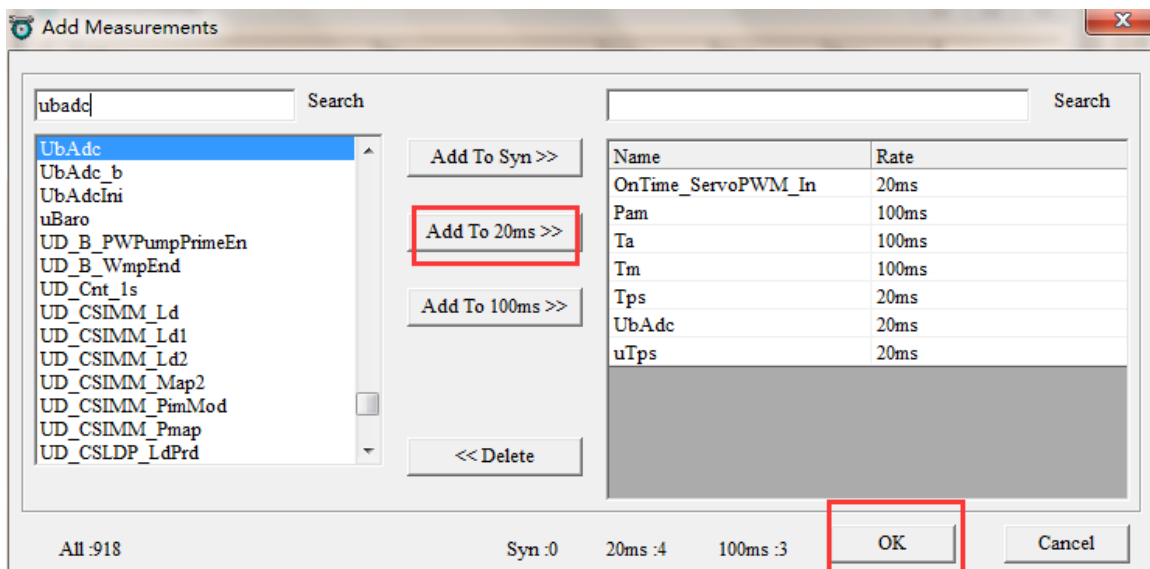 Add Measurements
ubadc
Search
Search
UbAdc
UbAdc_b
UbAdcIni
uBaro
UD_B_PWPumpPrimeEn
UD_B_WmpEnd
UD_Cnt_1s
UD_CSIMM_Ld
UD_CSIMM_Ld1
UD_CSIMM_Ld2
UD_CSIMM_Map2
UD_CSIMM_PimMod
UD_CSIMM_Pmap
UD_CSLDP_LdPrd
Add To Syn >>
Add To 20ms >>
Add To 100ms >>
<< Delete
Name Rate
OnTime_ServoPWM_In 20ms
Pam 100ms
Ta 100ms
Tm 100ms
Tps 20ms
UbAdc 20ms
uTps 20ms
All :918 Syn :0 20ms :4 100ms :3 OK Cancel